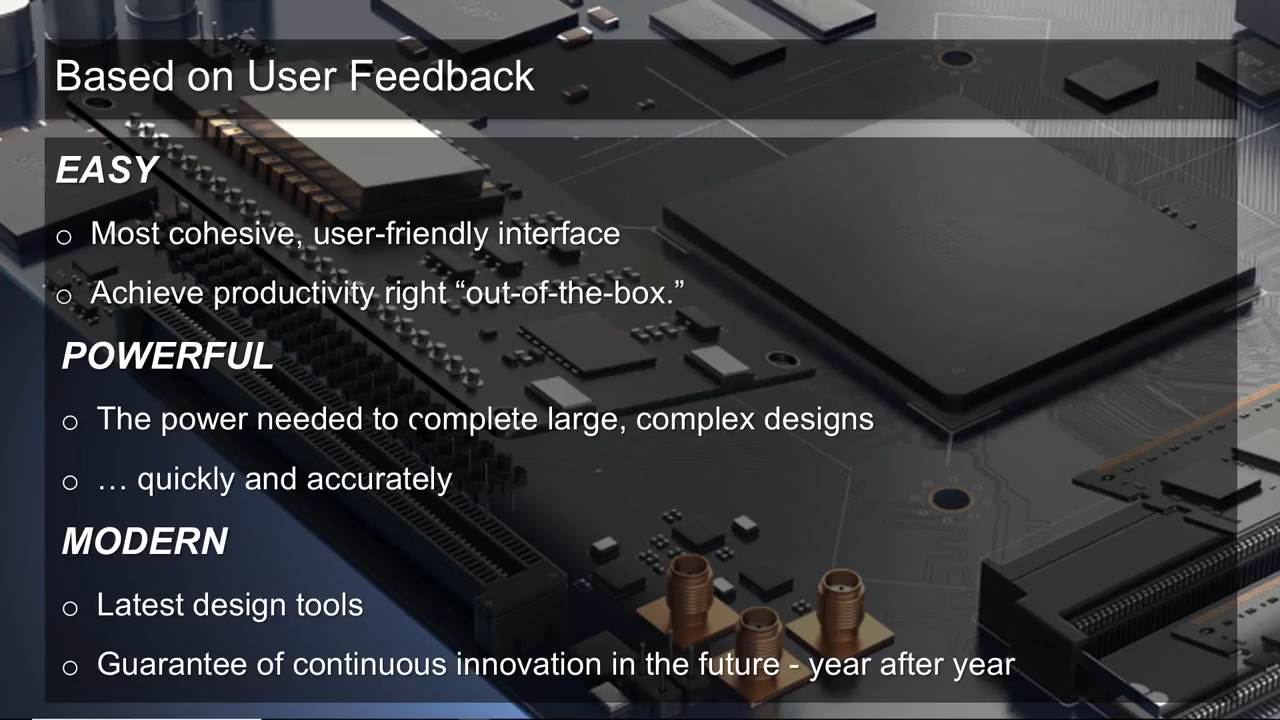 Based on User Feedback
EASY
○ Most cohesive, user-friendly interface
○ Achieve productivity right “out-of-the-box.”
POWERFUL
○ The power needed to complete large, complex designs
○ … quickly and accurately
MODERN
○ Latest design tools
○ Guarantee of continuous innovation in the future - year after year